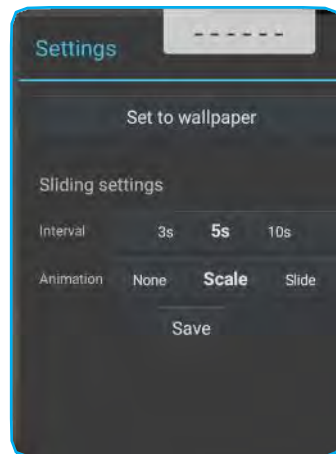 - - - - - -
Settings
Set to wallpaper
Sliding settings
Interval 3s 5s 10s
Animation None Scale Slide
Save